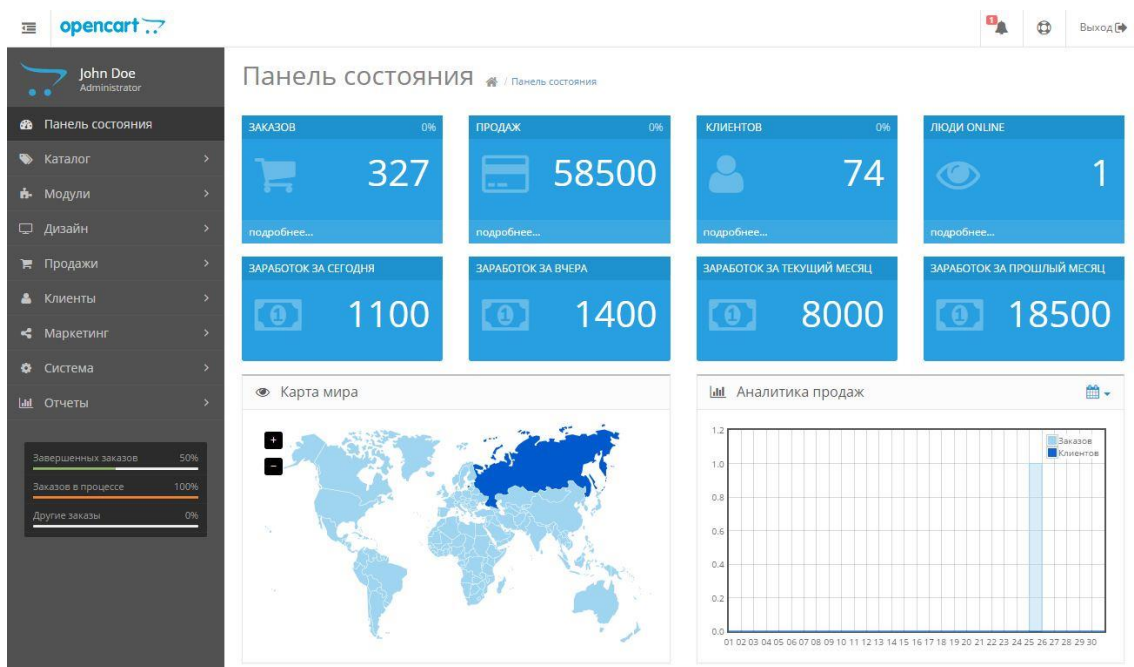 opencart
1
Выход
John Doe
Administrator
Панель состояния
Каталог
Модули
Дизайн
Продажи
Клиенты
Маркетинг
Система
Отчеты
Завершенных заказов 50%
Заказов в процессе 100%
Другие заказы 0%
Панель состояния / Панель состояния
ЗАКАЗОВ 0%
327
подробнее...
ПРОДАЖ 0%
58500
подробнее...
КЛИЕНТОВ 0%
74
подробнее...
ЛЮДИ ONLINE
1
подробнее...
ЗАРАБОТОК ЗА СЕГОДНЯ
1100
ЗАРАБОТОК ЗА ВЧЕРА
1400
ЗАРАБОТОК ЗА ТЕКУЩИЙ МЕСЯЦ
8000
ЗАРАБОТОК ЗА ПРОШЛЫЙ МЕСЯЦ
18500
Карта мира
+
−
Аналитика продаж
Заказов
Клиентов
1.2
1.0
0.8
0.6
0.4
0.2
0.0
01 02 03 04 05 06 07 08 09 10 11 12 13 14 15 16 17 18 19 20 21 22 23 24 25 26 27 28 29 30